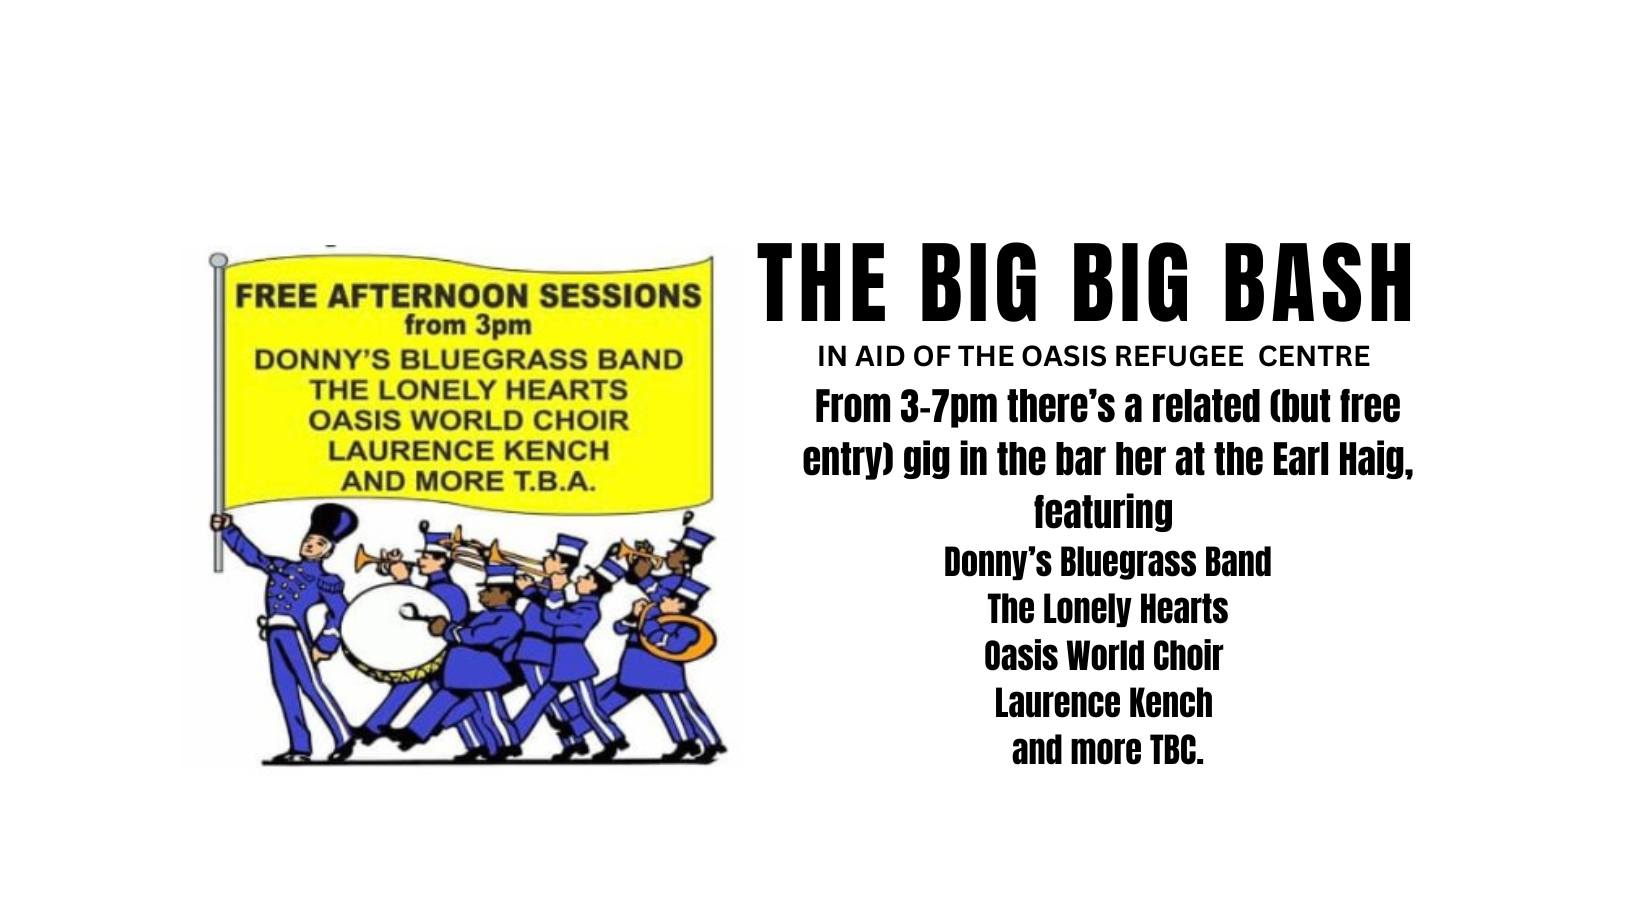 FREE AFTERNOON SESSIONS
from 3pm
DONNY'S BLUEGRASS BAND
THE LONELY HEARTS
OASIS WORLD CHOIR
LAURENCE KENCH
AND MORE T.B.A.
THE BIG BIG BASH
IN AID OF THE OASIS REFUGEE CENTRE
From 3-7pm there's a related (but free
entry) gig in the bar her at the Earl Haig,
featuring
Donny's Bluegrass Band
The Lonely Hearts
Oasis World Choir
Laurence Kench
and more TBC.